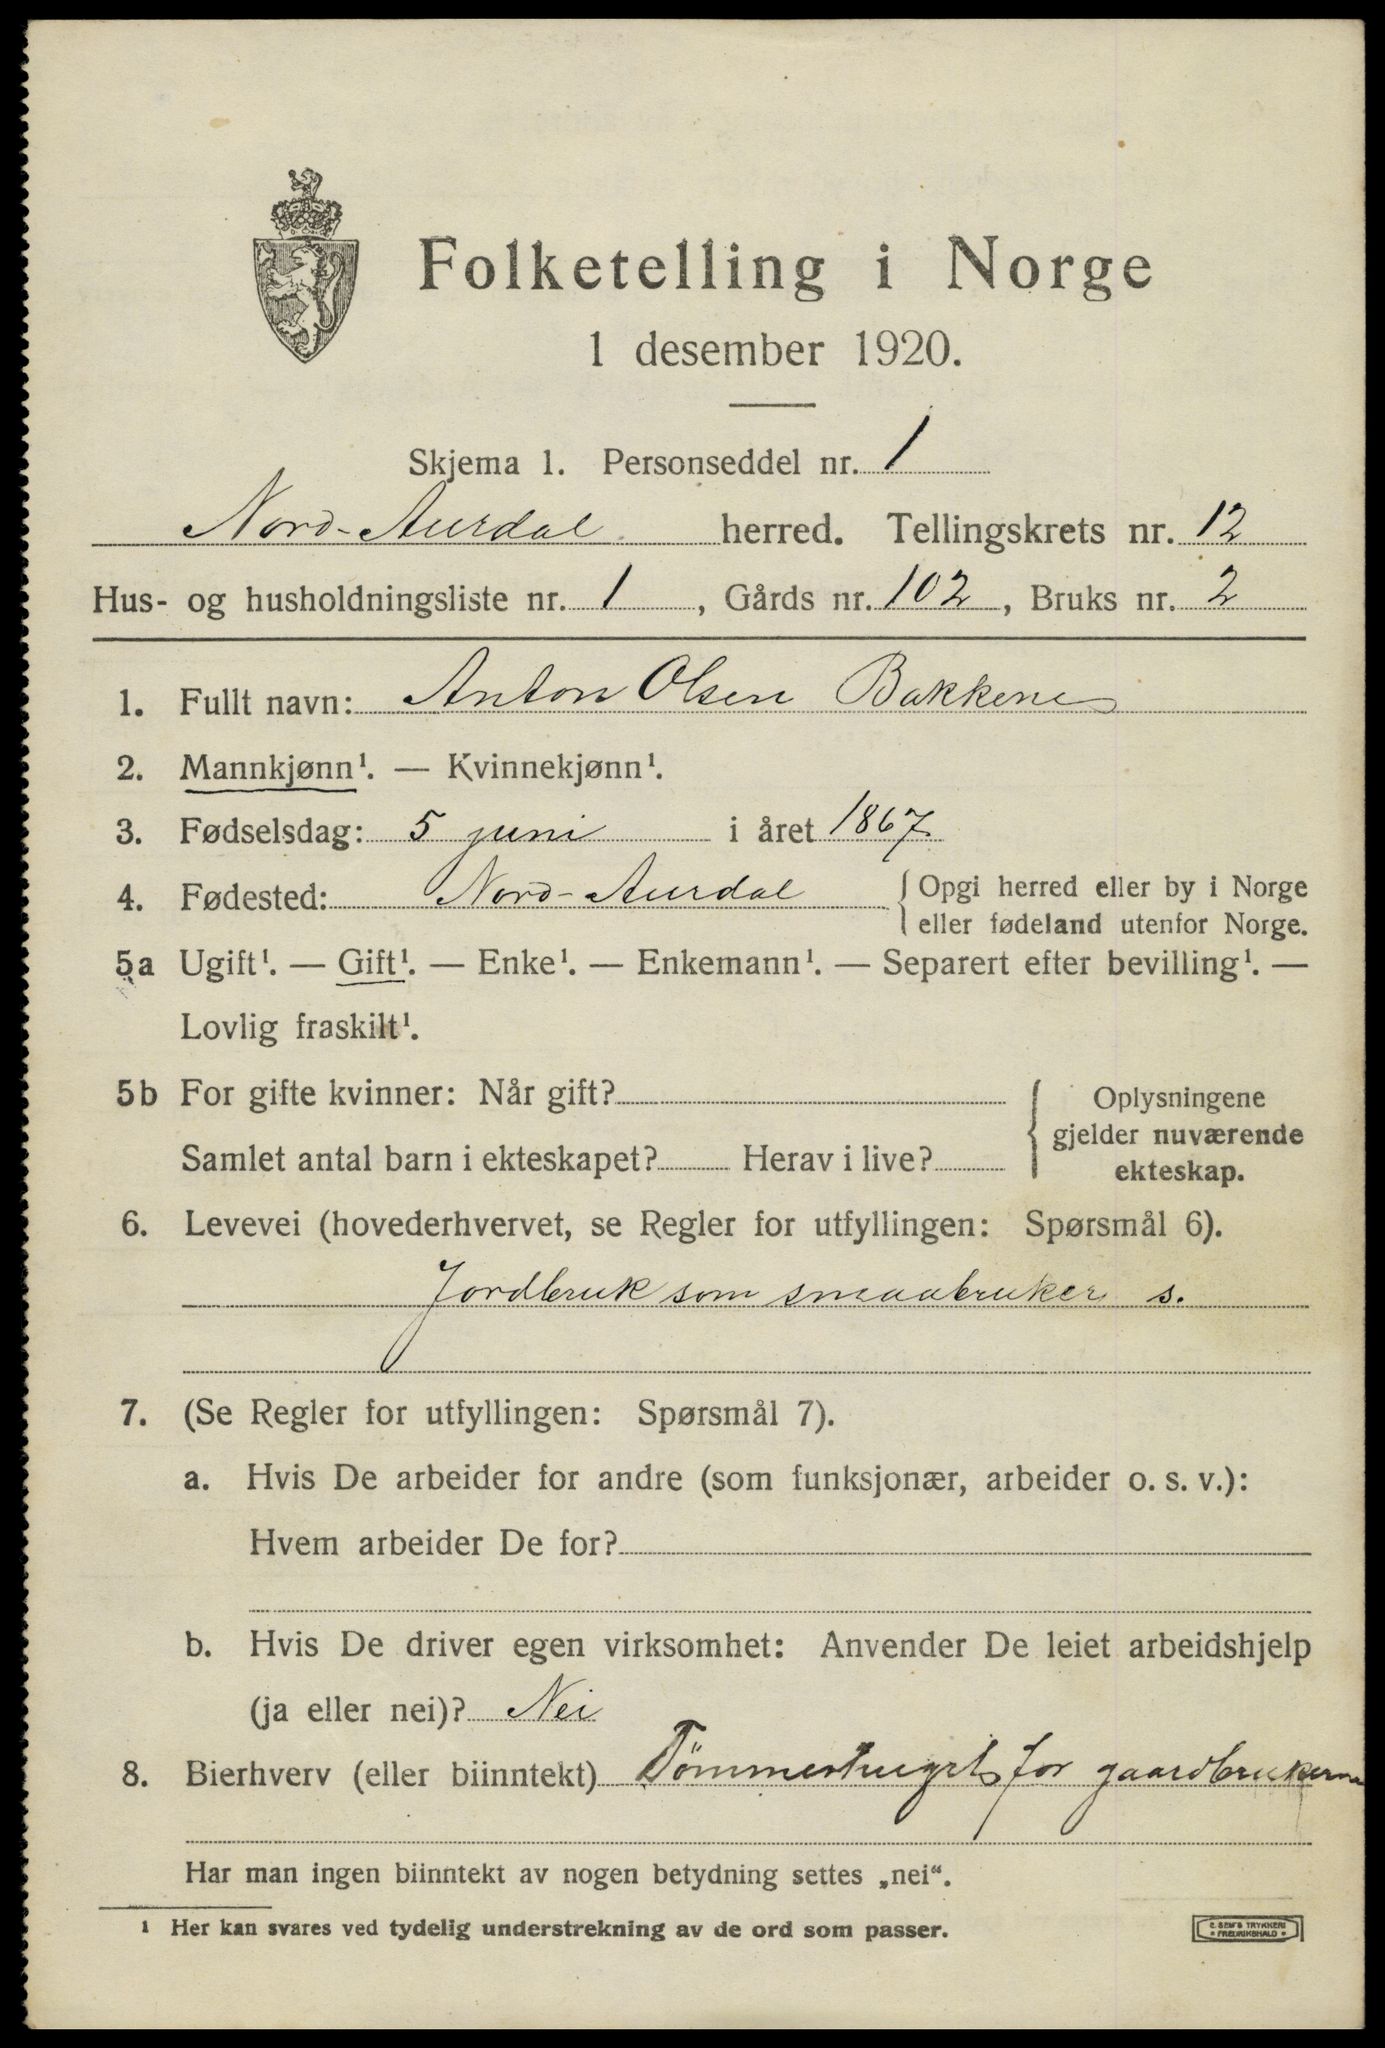 Folketelling i Norge
1 desember 1920.
Skjema 1. Personseddel nr. 1
Nord-Aurdal herred. Tellingskrets nr. 12
Hus- og husholdningsliste nr. 1, Gårds nr. 102, Bruks nr. 2
1. Fullt navn: Anton Olsen Bakkene
2. Mannkjønn¹. — Kvinnekjønn¹.
3. Fødselsdag: 5 juni i året 1867
4. Fødested: Nord-Aurdal { Opgi herred eller by i Norge
eller fødeland utenfor Norge.
5a Ugift¹. — Gift¹. — Enke¹. — Enkemann¹. — Separert efter bevilling¹. —
Lovlig fraskilt¹.
5b For gifte kvinner: Når gift?
Samlet antal barn i ekteskapet? Herav i live?
Oplysningene
gjelder nuværende
ekteskap.
6. Levevei (hovederhvervet, se Regler for utfyllingen: Spørsmål 6).
Jordbruk som smaabruker s.
7. (Se Regler for utfyllingen: Spørsmål 7).
a. Hvis De arbeider for andre (som funksjonær, arbeider o. s. v.):
Hvem arbeider De for?
b. Hvis De driver egen virksomhet: Anvender De leiet arbeidshjelp
(ja eller nei)? Nei
8. Bierhverv (eller biinntekt) for gaardbrukerne
Har man ingen biinntekt av nogen betydning settes „nei“.
¹ Her kan svares ved tydelig understrekning av de ord som passer.
E. SEM'S TRYKKERI
FREDRIKSHALD